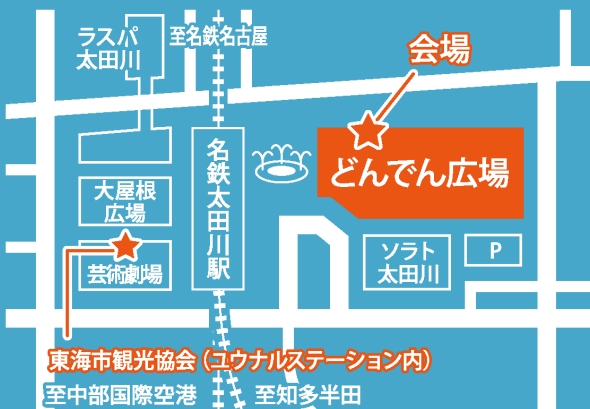 ラスパ
太田川
至名鉄名古屋
会場
名鉄太田川駅
どんでん広場
大屋根
広場
芸術劇場
ソラト
太田川
P
東海市観光協会（ユウナルステーション内）
至中部国際空港
至知多半田